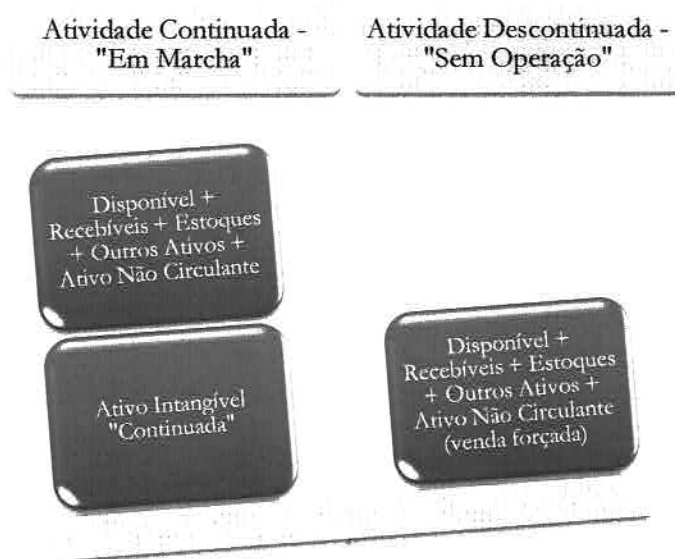 Atividade Continuada -
"Em Marcha"
Atividade Descontinuada -
"Sem Operação"
Disponível +
Recebíveis + Estoques
+ Outros Ativos +
Ativo Não Circulante
Ativo Intangível
"Continuada"
Disponível +
Recebíveis + Estoques
+ Outros Ativos +
Ativo Não Circulante
(venda forçada)